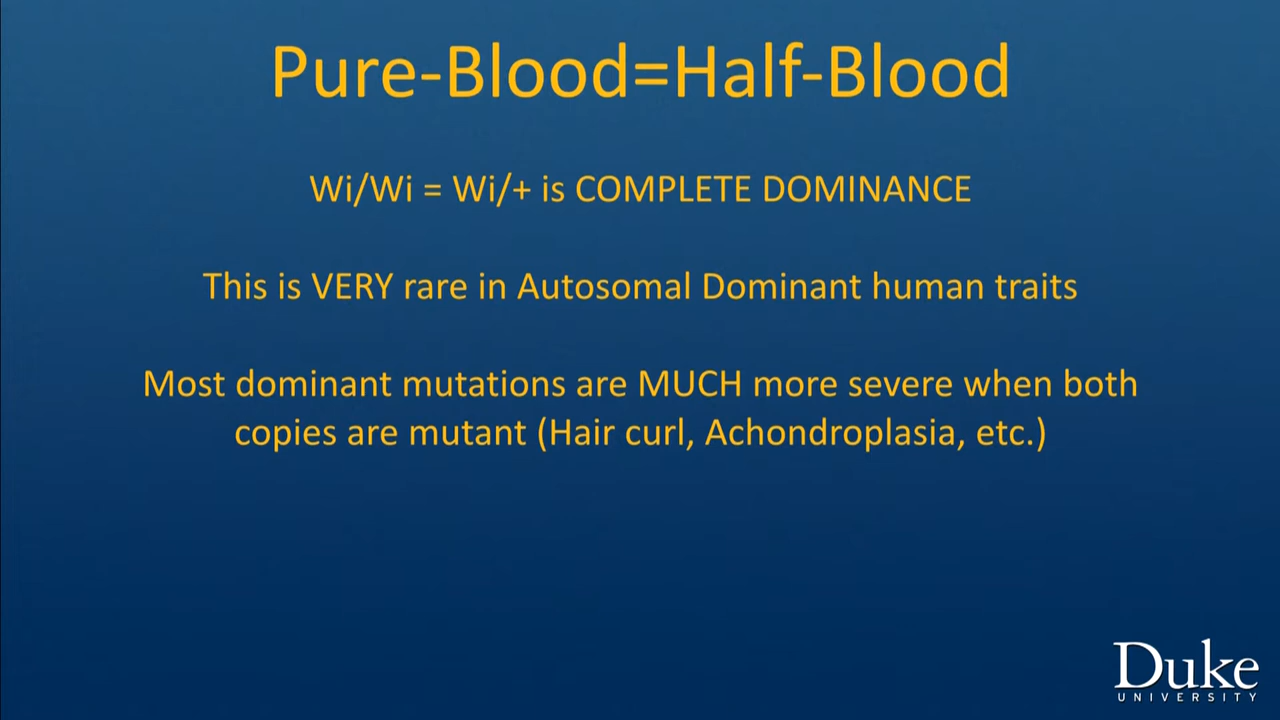 Pure-Blood=Half-Blood
Wi/Wi = Wi/+ is COMPLETE DOMINANCE
This is VERY rare in Autosomal Dominant human traits
Most dominant mutations are MUCH more severe when both
copies are mutant (Hair curl, Achondroplasia, etc.)
Duke
UNIVERSITY